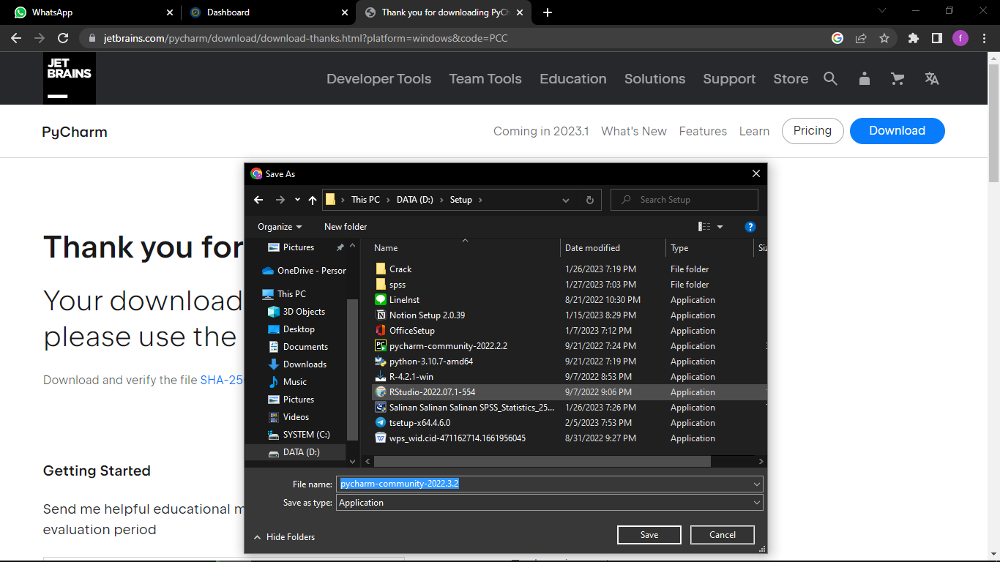 WhatsApp
Dashboard
Thank you for downloading PyCh
jetbrains.com/pycharm/download/download-thanks.html?platform=windows&code=PCC
f
JET
BRAINS
Developer Tools Team Tools Education Solutions Support Store
PyCharm
Coming in 2023.1 What's New Features Learn Pricing Download
Thank you for
Your download
please use the
Download and verify the file SHA-25
Getting Started
Send me helpful educational m
evaluation period
Save As
This PC › DATA (D:) › Setup ›
Search Setup
Organize New folder
Pictures
OneDrive - Person
This PC
3D Objects
Desktop
Documents
Downloads
Music
Pictures
Videos
SYSTEM (C:)
DATA (D:)
Name Date modified Type Siz
Crack 1/26/2023 7:19 PM File folder
spss 1/27/2023 7:03 PM File folder
LineInst 8/21/2022 10:30 PM Application
Notion Setup 2.0.39 1/15/2023 8:29 PM Application
OfficeSetup 1/7/2023 7:12 PM Application
pycharm-community-2022.2.2 9/21/2022 7:24 PM Application
python-3.10.7-amd64 9/21/2022 7:19 PM Application
R-4.2.1-win 9/7/2022 8:53 PM Application
RStudio-2022.07.1-554 9/7/2022 9:06 PM Application
Salinan Salinan Salinan SPSS_Statistics_25... 1/26/2023 7:26 PM Application
tsetup-x64.4.6.0 2/5/2023 7:53 PM Application
wps_wid.cid-471162714.1661956045 8/31/2022 9:27 PM Application
File name: pycharm-community-2022.3.2
Save as type: Application
Hide Folders
Save Cancel